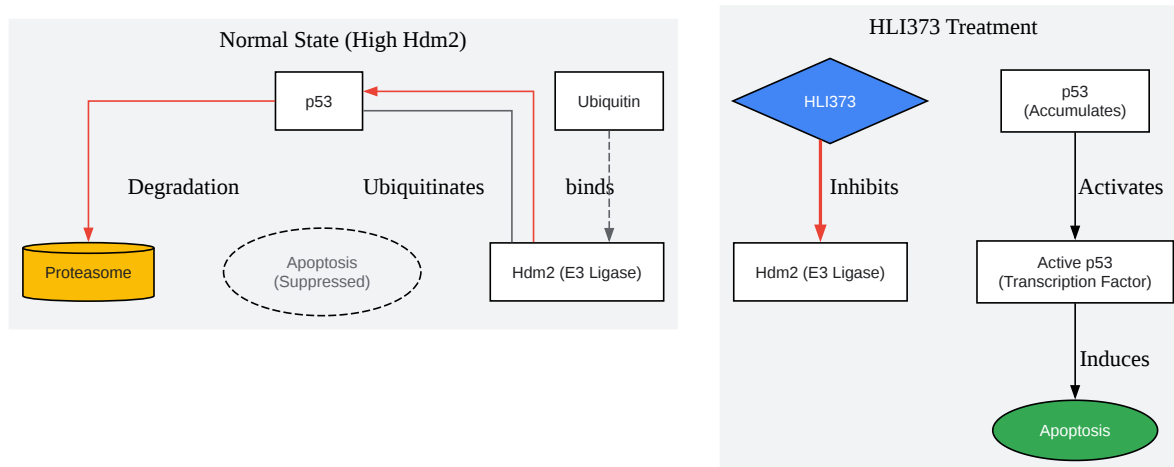 Normal State (High Hdm2)
p53
Ubiquitin
Degradation
Ubiquitinates
binds
Proteasome
Apoptosis
(Suppressed)
Hdm2 (E3 Ligase)
HLI373 Treatment
HLI373
p53
(Accumulates)
Inhibits
Activates
Hdm2 (E3 Ligase)
Active p53
(Transcription Factor)
Induces
Apoptosis